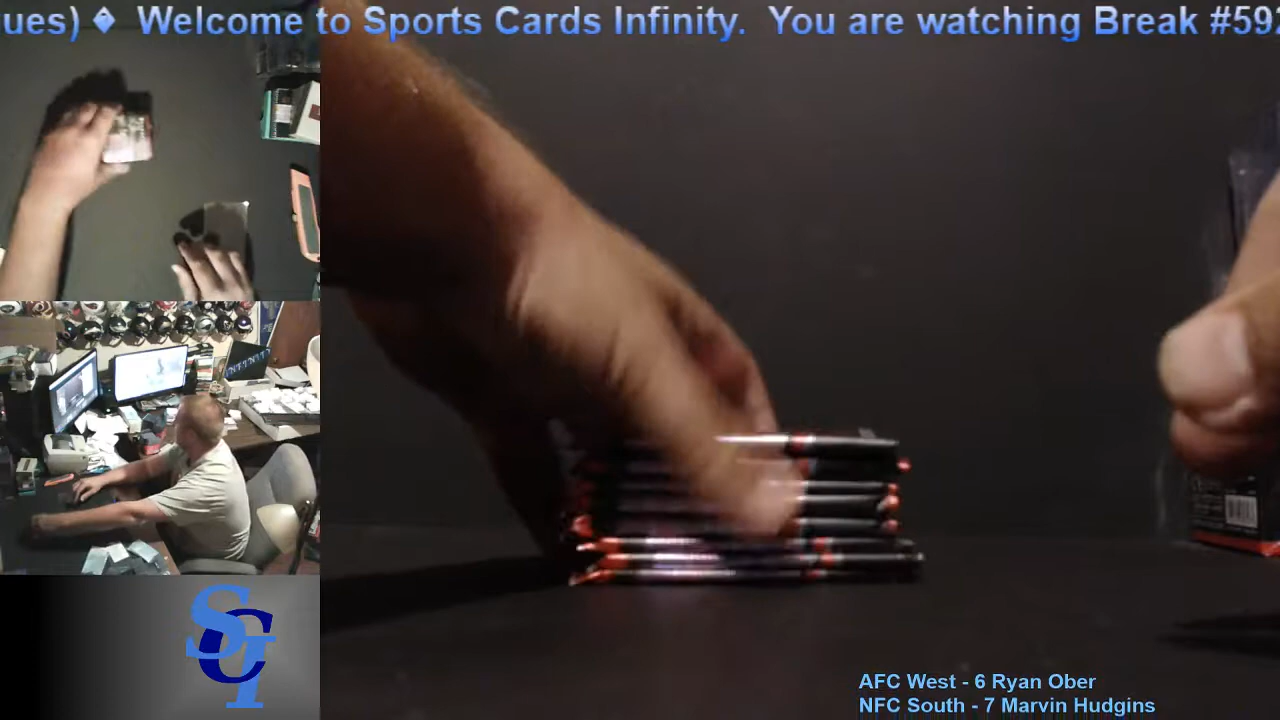 ues) ♦ Welcome to Sports Cards Infinity. You are watching Break #592
SCI
AFC West - 6 Ryan Ober
NFC South - 7 Marvin Hudgins